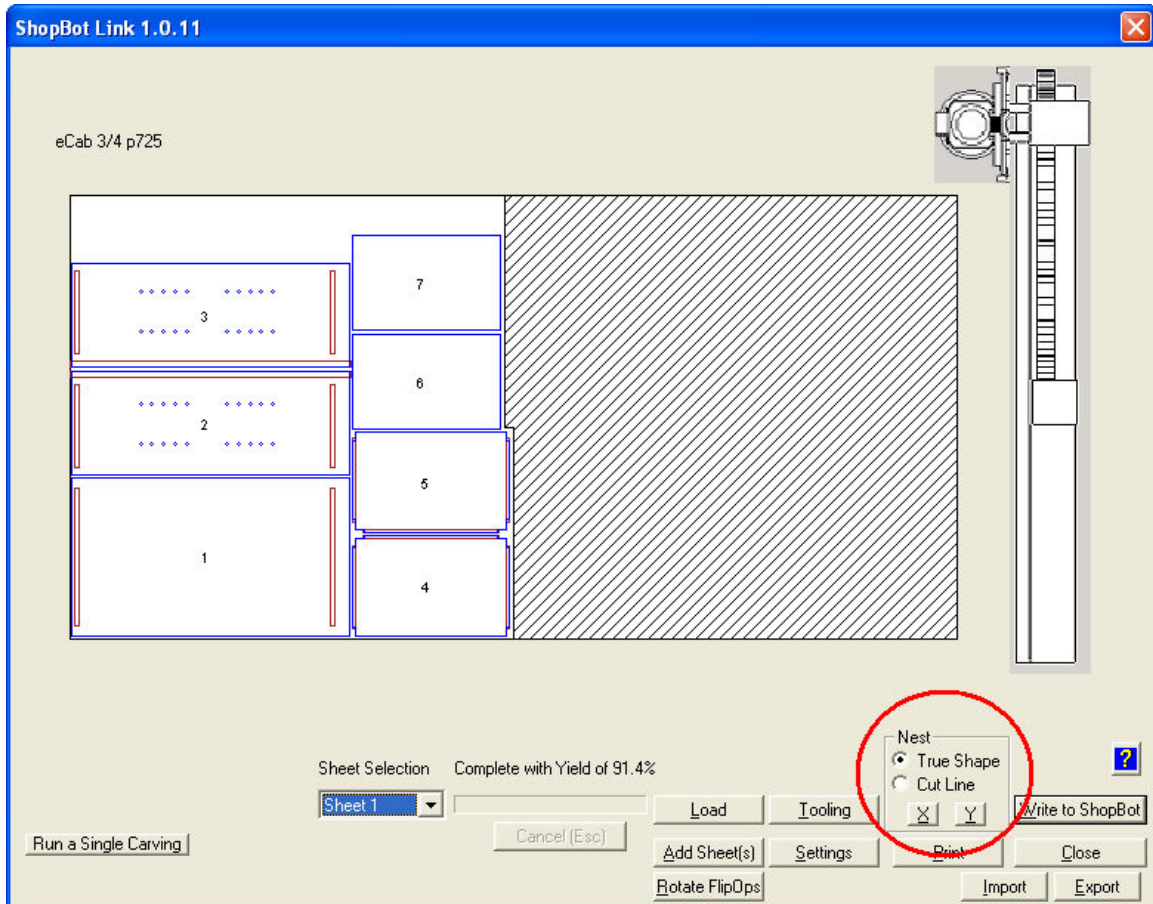 ShopBot Link 1.0.11
eCab 3/4 p725
7
3
6
2
5
1
4
Nest
True Shape
Cut Line
X Y
?
Sheet Selection Complete with Yield of 91.4%
Sheet 1
Load Tooling Write to ShopBot
Cancel (Esc)
Run a Single Carving
Add Sheet(s) Settings Print Close
Rotate FlipOps Import Export